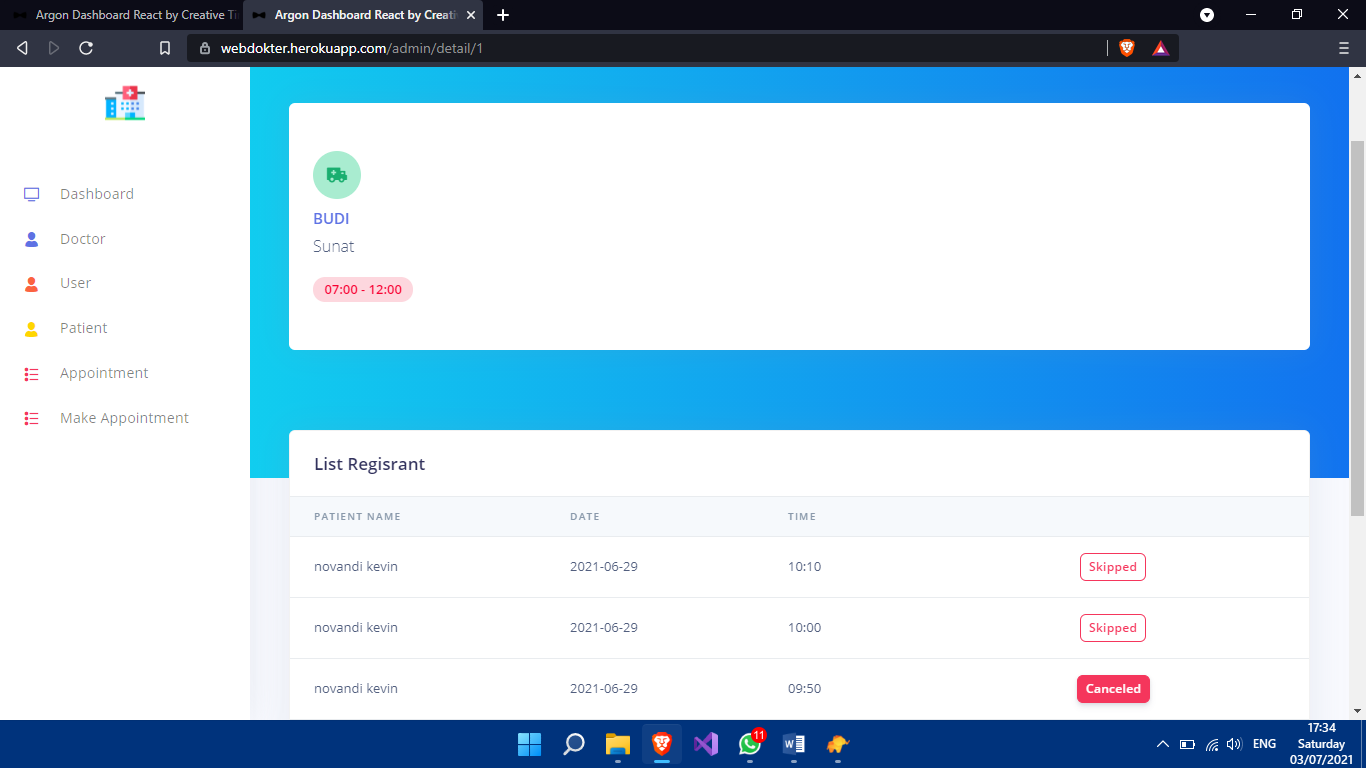 Argon Dashboard React by Creative Ti
Argon Dashboard React by Creati
webdokter.herokuapp.com/admin/detail/1
Dashboard
Doctor
User
Patient
Appointment
Make Appointment
BUDI
Sunat
07:00 - 12:00
List Regisrant
PATIENT NAME DATE TIME
novandi kevin 2021-06-29 10:10 Skipped
novandi kevin 2021-06-29 10:00 Skipped
novandi kevin 2021-06-29 09:50 Canceled
11
ENG
17:34
Saturday
03/07/2021